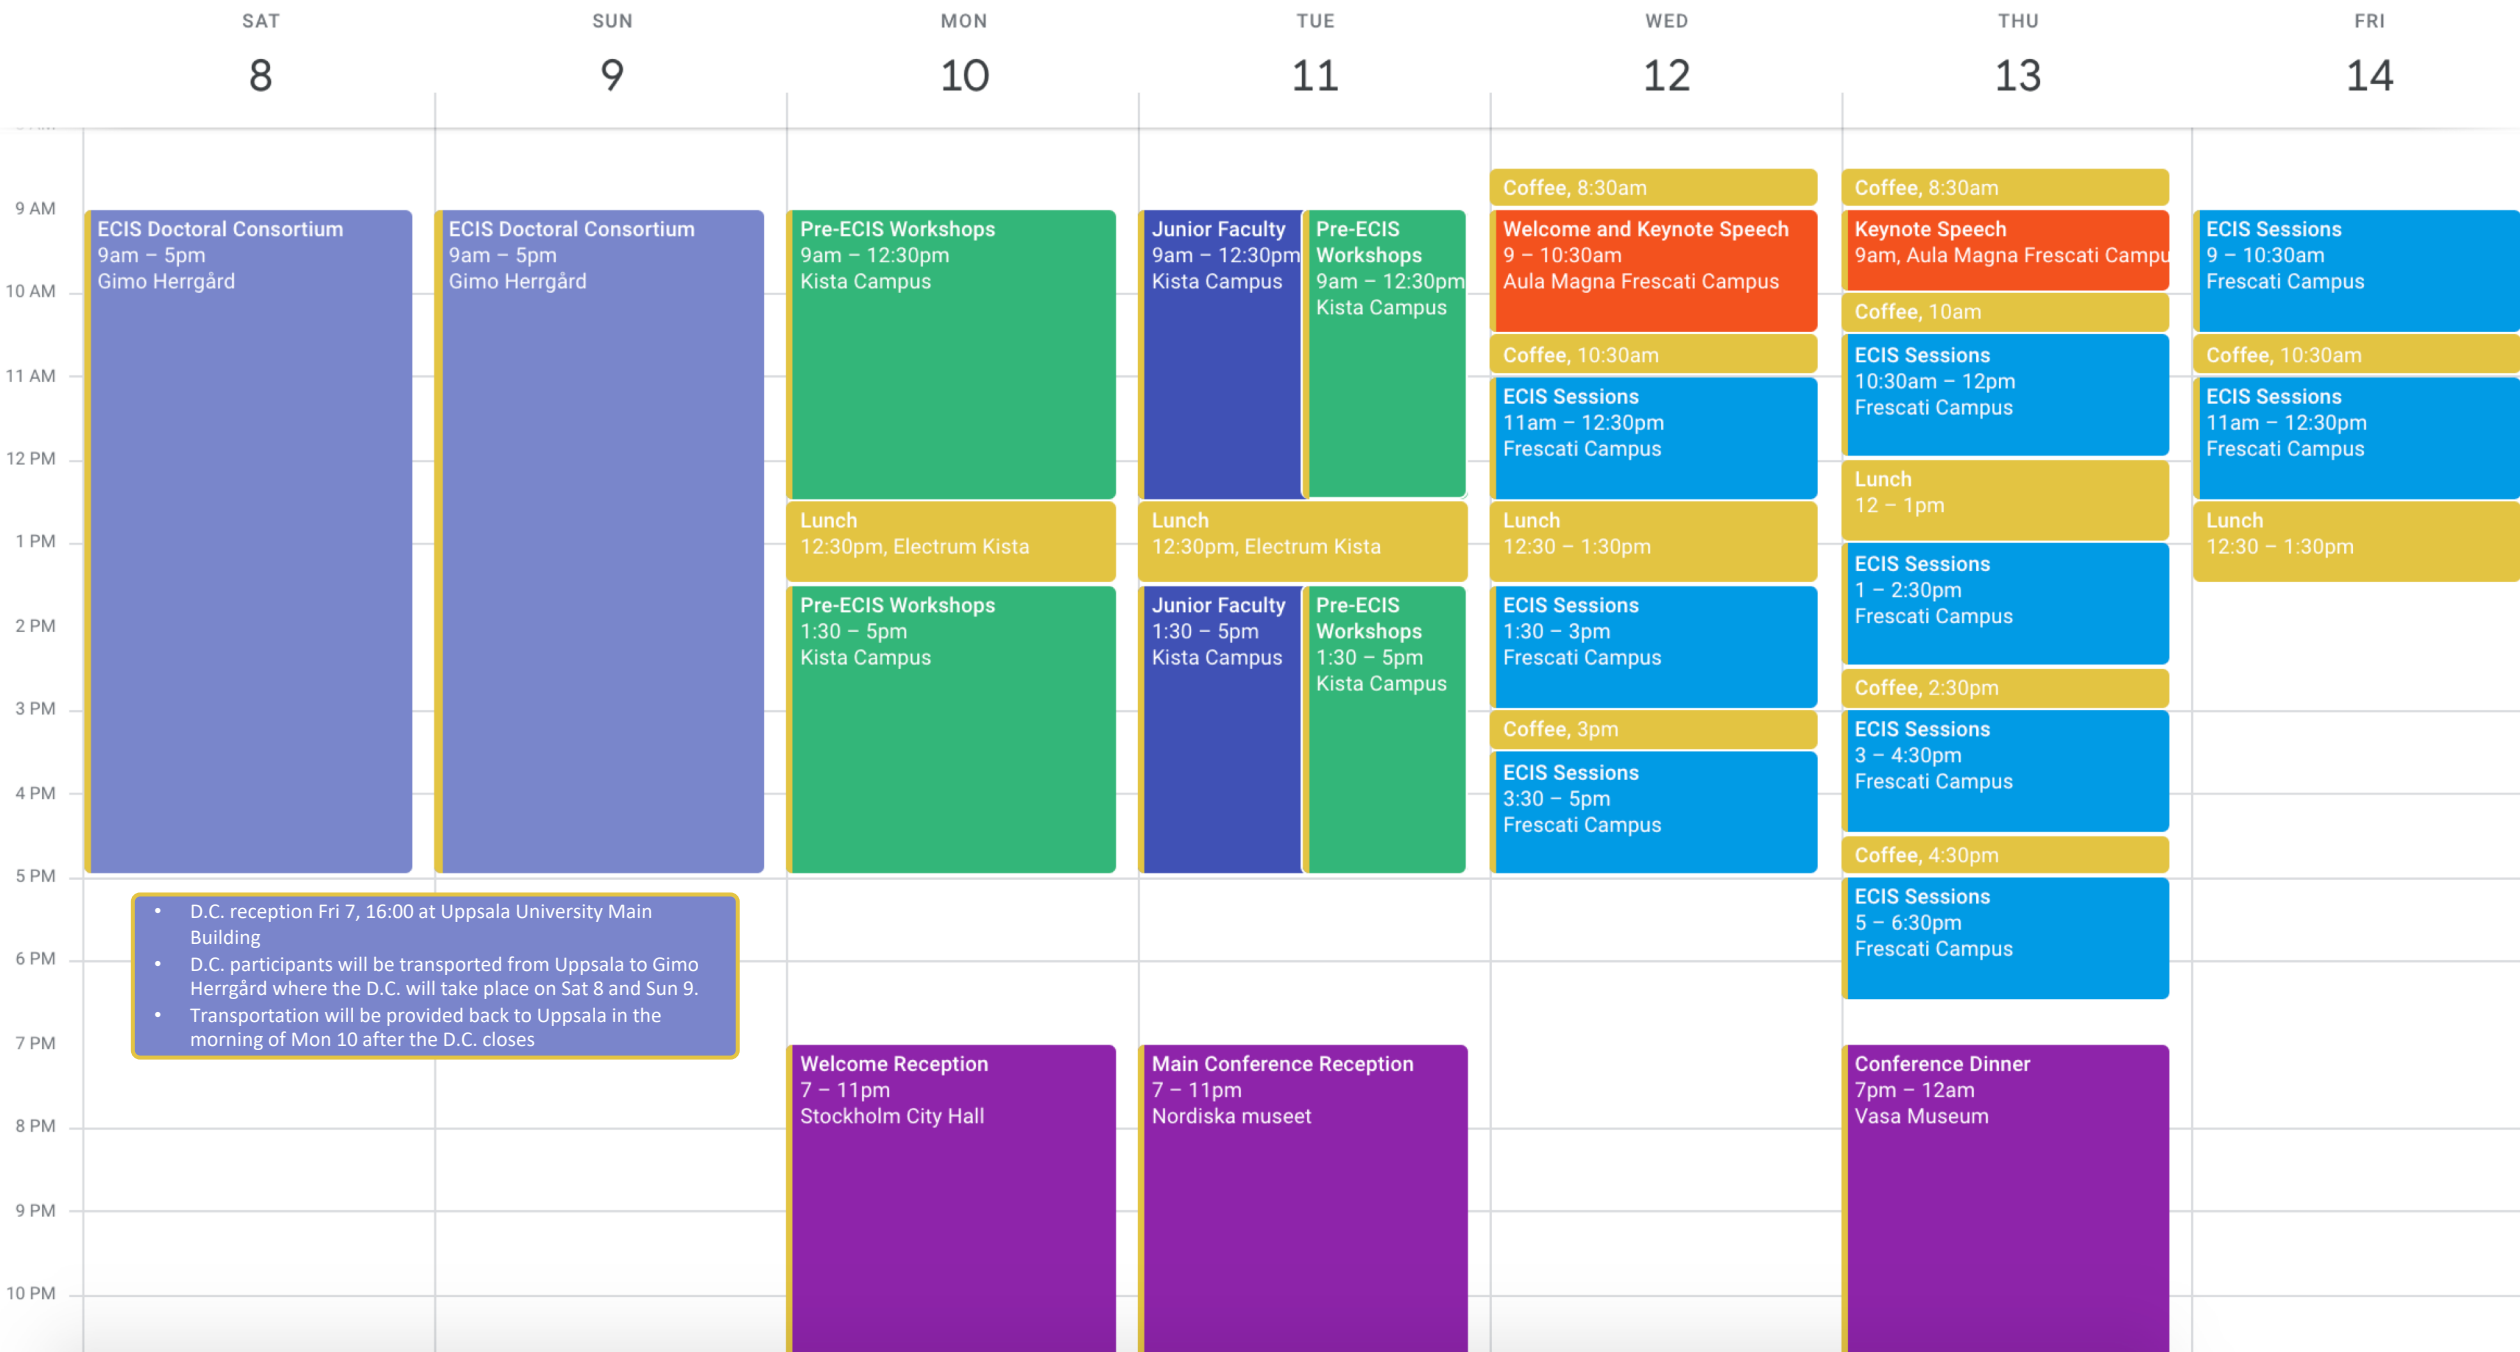 SAT
8
SUN
9
MON
10
TUE
11
WED
12
THU
13
FRI
14
9 AM
10 AM
11 AM
12 PM
1 PM
2 PM
3 PM
4 PM
5 PM
6 PM
7 PM
8 PM
9 PM
10 PM
ECIS Doctoral Consortium
9am – 5pm
Gimo Herrgård
ECIS Doctoral Consortium
9am – 5pm
Gimo Herrgård
• D.C. reception Fri 7, 16:00 at Uppsala University Main
Building
• D.C. participants will be transported from Uppsala to Gimo
Herrgård where the D.C. will take place on Sat 8 and Sun 9.
• Transportation will be provided back to Uppsala in the
morning of Mon 10 after the D.C. closes
Pre-ECIS Workshops
9am – 12:30pm
Kista Campus
Lunch
12:30pm, Electrum Kista
Pre-ECIS Workshops
1:30 – 5pm
Kista Campus
Welcome Reception
7 – 11pm
Stockholm City Hall
Junior Faculty
9am – 12:30pm
Kista Campus
Pre-ECIS
Workshops
9am – 12:30pm
Kista Campus
Lunch
12:30pm, Electrum Kista
Junior Faculty
1:30 – 5pm
Kista Campus
Pre-ECIS
Workshops
1:30 – 5pm
Kista Campus
Main Conference Reception
7 – 11pm
Nordiska museet
Coffee, 8:30am
Welcome and Keynote Speech
9 – 10:30am
Aula Magna Frescati Campus
Coffee, 10:30am
ECIS Sessions
11am – 12:30pm
Frescati Campus
Lunch
12:30 – 1:30pm
ECIS Sessions
1:30 – 3pm
Frescati Campus
Coffee, 3pm
ECIS Sessions
3:30 – 5pm
Frescati Campus
Coffee, 8:30am
Keynote Speech
9am, Aula Magna Frescati Campu
Coffee, 10am
ECIS Sessions
10:30am – 12pm
Frescati Campus
Lunch
12 – 1pm
ECIS Sessions
1 – 2:30pm
Frescati Campus
Coffee, 2:30pm
ECIS Sessions
3 – 4:30pm
Frescati Campus
Coffee, 4:30pm
ECIS Sessions
5 – 6:30pm
Frescati Campus
Conference Dinner
7pm – 12am
Vasa Museum
ECIS Sessions
9 – 10:30am
Frescati Campus
Coffee, 10:30am
ECIS Sessions
11am – 12:30pm
Frescati Campus
Lunch
12:30 – 1:30pm